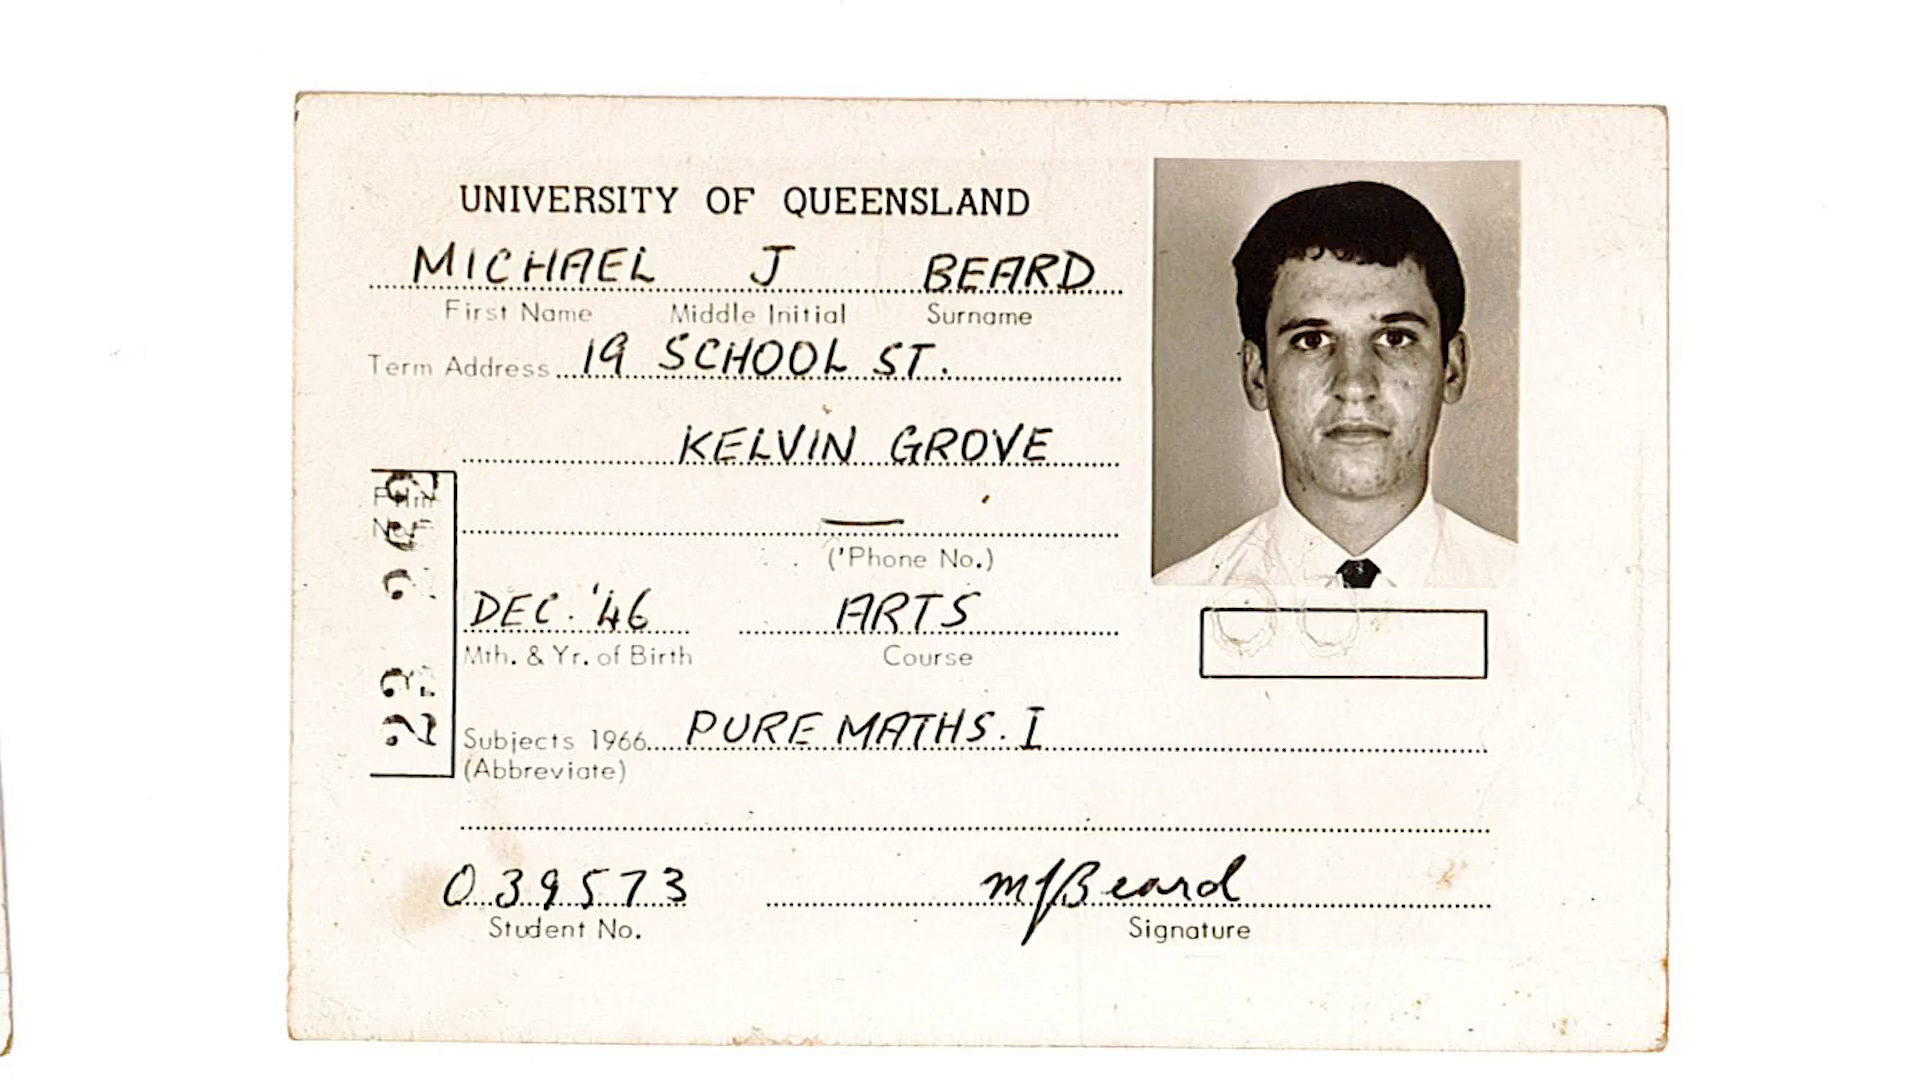 UNIVERSITY OF QUEENSLAND
MICHAEL J BEARD
First Name Middle Initial Surname
Term Address 19 SCHOOL ST.
KELVIN GROVE
('Phone No.)
DEC. '46 ARTS
Mth. & Yr. of Birth Course
Subjects 1966 PURE MATHS. I
(Abbreviate)
039573 MJBeard
Student No. Signature